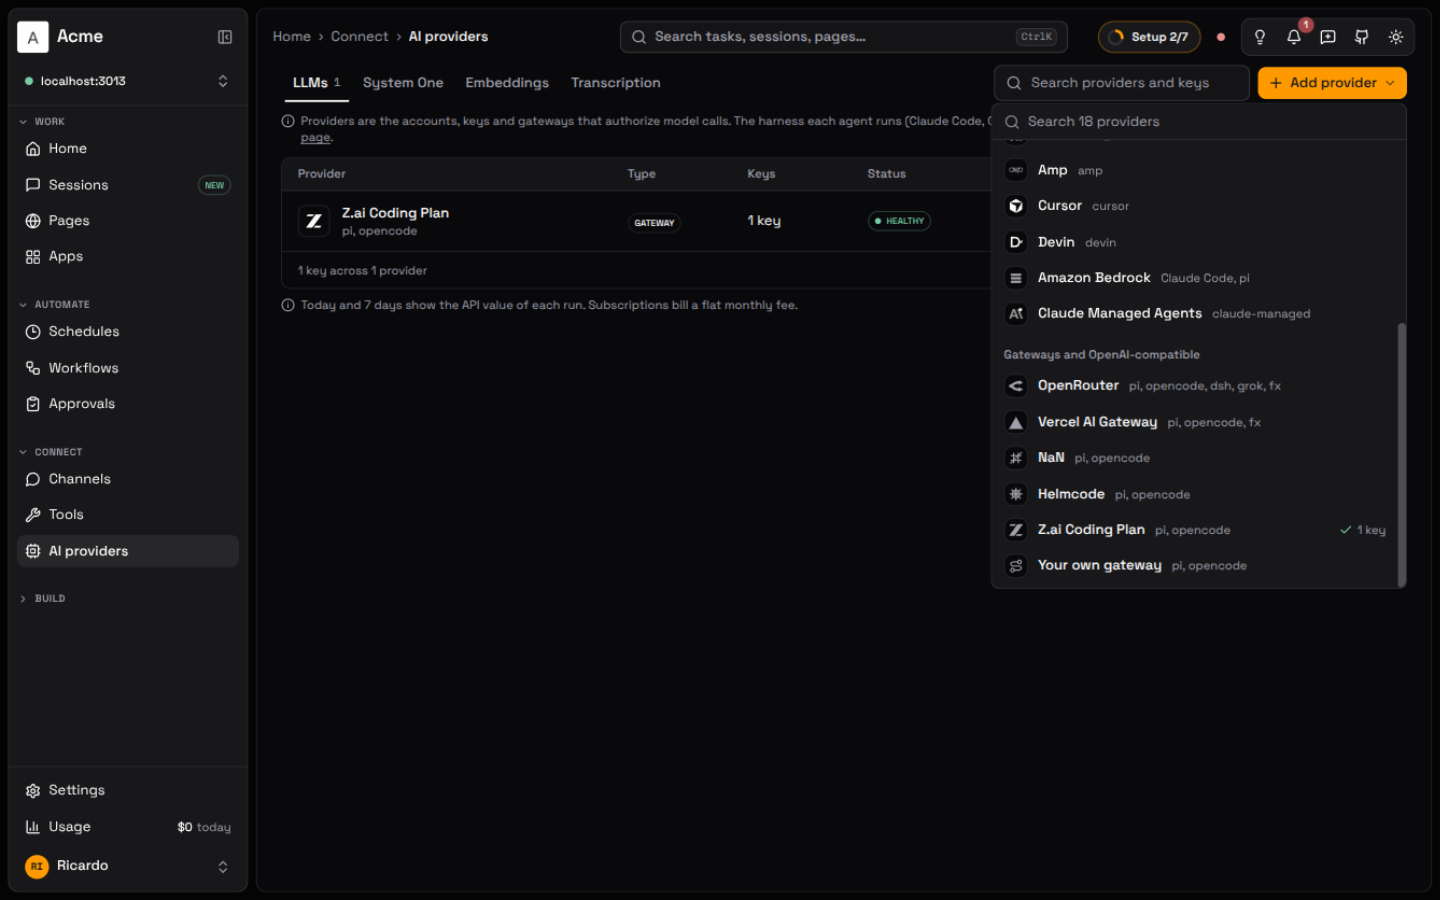 A Acme
localhost:3013
WORK
Home
Sessions NEW
Pages
Apps
AUTOMATE
Schedules
Workflows
Approvals
CONNECT
Channels
Tools
AI providers
BUILD
Settings
Usage $0 today
RI Ricardo
Home › Connect › AI providers
Search tasks, sessions, pages... CtrlK
Setup 2/7
1
LLMs 1 System One Embeddings Transcription
Search providers and keys
+ Add provider
Providers are the accounts, keys and gateways that authorize model calls. The harness each agent runs (Claude Code,
page.
Provider Type Keys Status
Z.ai Coding Plan
pi, opencode
GATEWAY
1 key
HEALTHY
1 key across 1 provider
Today and 7 days show the API value of each run. Subscriptions bill a flat monthly fee.
Search 18 providers
Amp amp
Cursor cursor
Devin devin
Amazon Bedrock Claude Code, pi
Claude Managed Agents claude-managed
Gateways and OpenAI-compatible
OpenRouter pi, opencode, dsh, grok, fx
Vercel AI Gateway pi, opencode, fx
NaN pi, opencode
Helmcode pi, opencode
Z.ai Coding Plan pi, opencode 1 key
Your own gateway pi, opencode